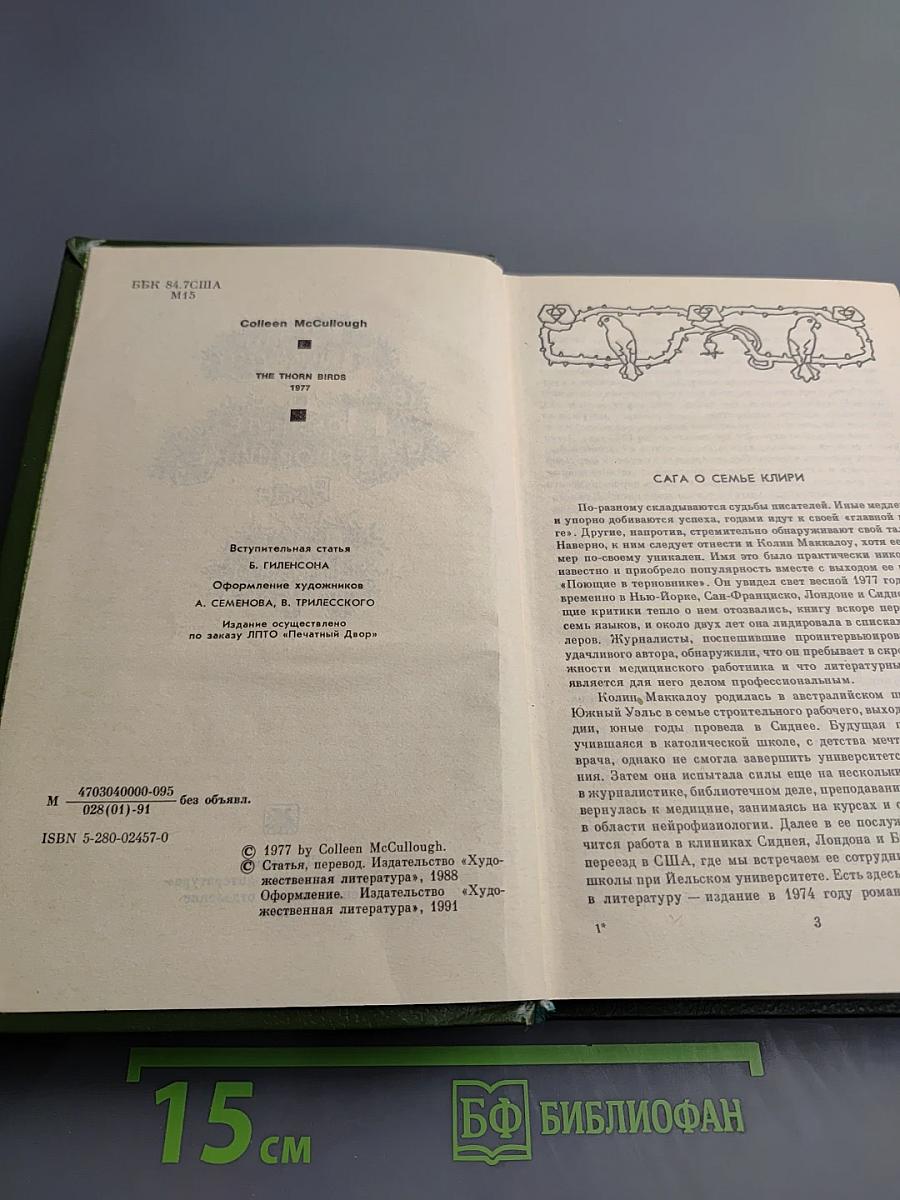 ББК 84.7США
М15
Colleen McCullough
THE THORN BIRDS
1977
Вступительная статья
Б. ГИЛЕНСОНА
Оформление художников
А. СЕМЕНОВА, В. ТРИЛЕССКОГО
Издание осуществлено
по заказу ЛПТО «Печатный Двор»
М 4703040000-095
028(01)-91
без объявл.
ISBN 5-280-02457-0
© 1977 by Colleen McCullough.
© Статья, перевод. Издательство «Худо-
жественная литература», 1988
Оформление. Издательство «Худо-
жественная литература», 1991
САГА О СЕМЬЕ КЛИРИ
По-разному складываются судьбы писателей. Иные медле
и упорно добиваются успеха, годами идут к своей «главной
ге». Другие, напротив, стремительно обнаруживают свой тал
Наверно, к ним следует отнести и Колин Маккалоу, хотя ее
мер по-своему уникален. Имя это было практически нико
известно и приобрело популярность вместе с выходом ее
«Поющие в терновнике». Он увидел свет весной 1977 год
временно в Нью-Йорке, Сан-Франциско, Лондоне и Сидне
щие критики тепло о нем отозвались, книгу вскоре пер
семь языков, и около двух лет она лидировала в списках
леров. Журналисты, поспешившие проинтервьюиров
удачливого автора, обнаружили, что он пребывает в скро
жности медицинского работника и что литературны
является для него делом профессиональным.
Колин Маккалоу родилась в австралийском ш
Южный Уэльс в семье строительного рабочего, выход
дии, юные годы провела в Сиднее. Будущая п
учившаяся в католической школе, с детства мечт
врача, однако не смогла завершить университетс
ния. Затем она испытала силы еще на нескольки
в журналистике, библиотечном деле, преподавани
вернулась к медицине, занимаясь на курсах и с
в области нейрофизиологии. Далее в ее послуж
чится работа в клиниках Сиднея, Лондона и Б
переезд в США, где мы встречаем ее сотрудни
школы при Йельском университете. Есть здесь
в литературу — издание в 1974 году роман
1*
3
15 см
БФ БИБЛИОФАН